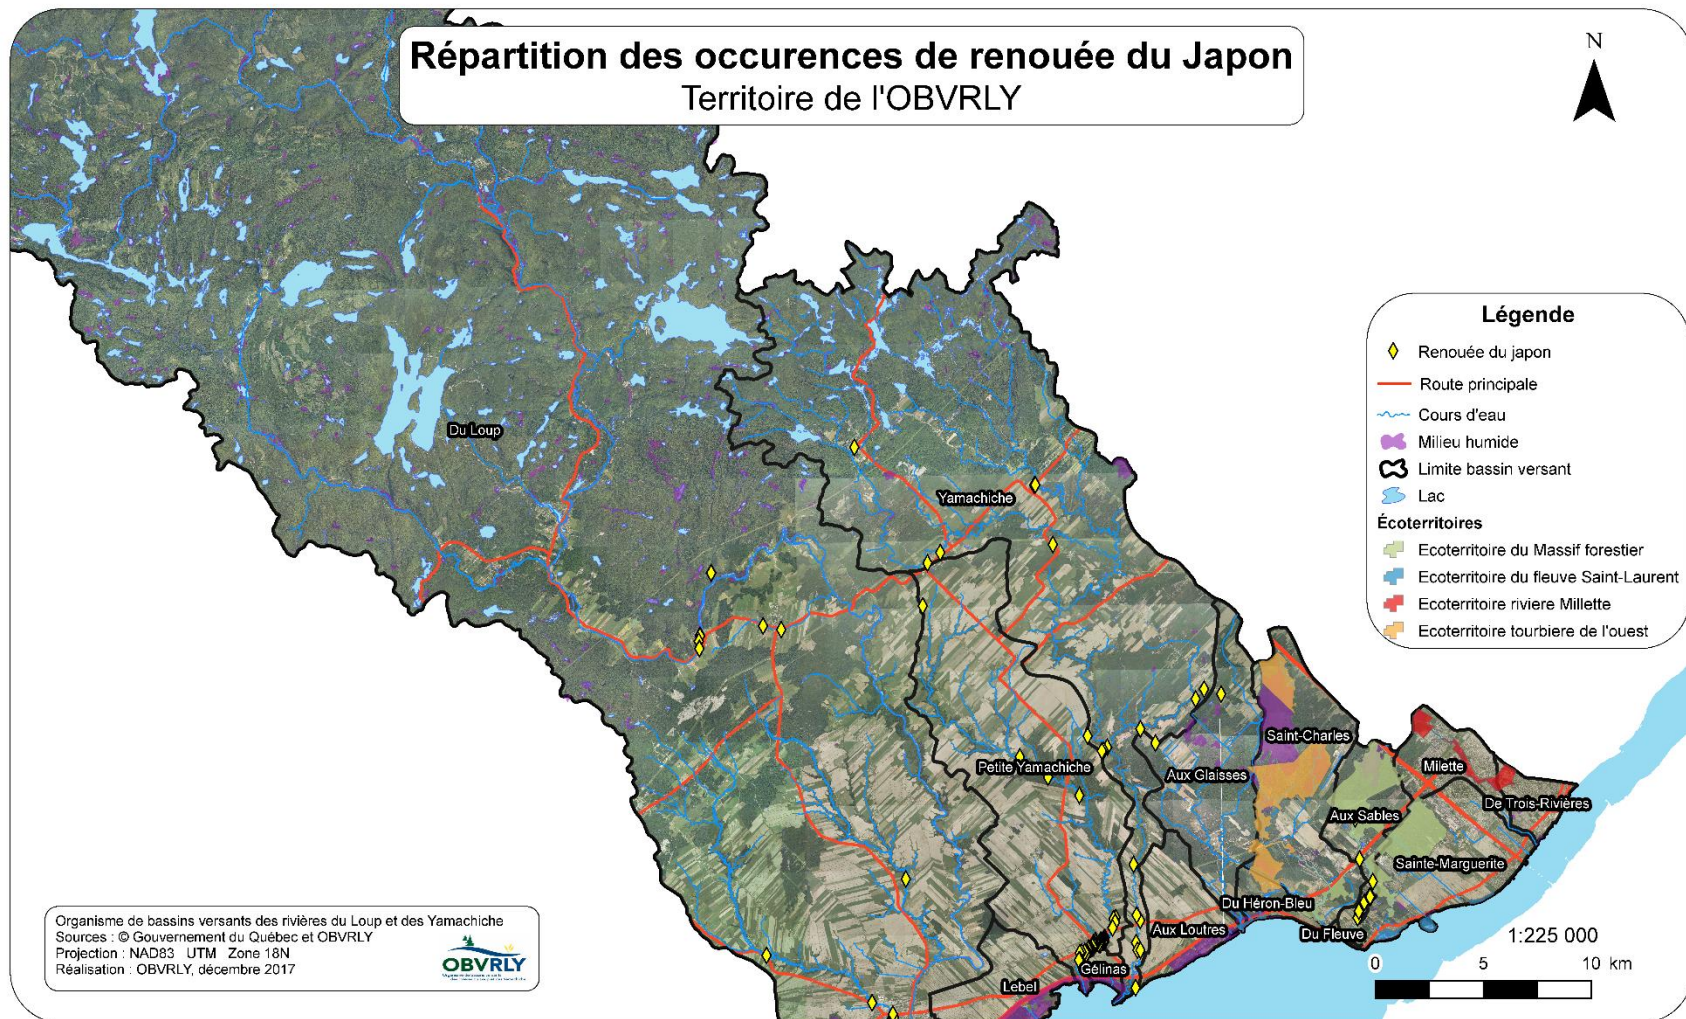 Répartition des occurences de renouée du Japon
Territoire de l'OBVRLY
N
Légende
Renouée du japon
Route principale
Cours d'eau
Milieu humide
Limite bassin versant
Lac
Écoterritoires
Ecoterritoire du Massif forestier
Ecoterritoire du fleuve Saint-Laurent
Ecoterritoire riviere Millette
Ecoterritoire tourbiere de l'ouest
Du Loup
Yamachiche
Petite Yamachiche
Aux Glaisses
Saint-Charles
Milette
De Trois-Rivières
Aux Sables
Sainte-Marguerite
Du Héron-Bleu
Aux Loutres
Du Fleuve
Gélinas
Lebel
1:225 000
0 5 10 km
Organisme de bassins versants des rivières du Loup et des Yamachiche
Sources : © Gouvernement du Québec et OBVRLY
Projection : NAD83 UTM Zone 18N
Réalisation : OBVRLY, décembre 2017
OBVRLY